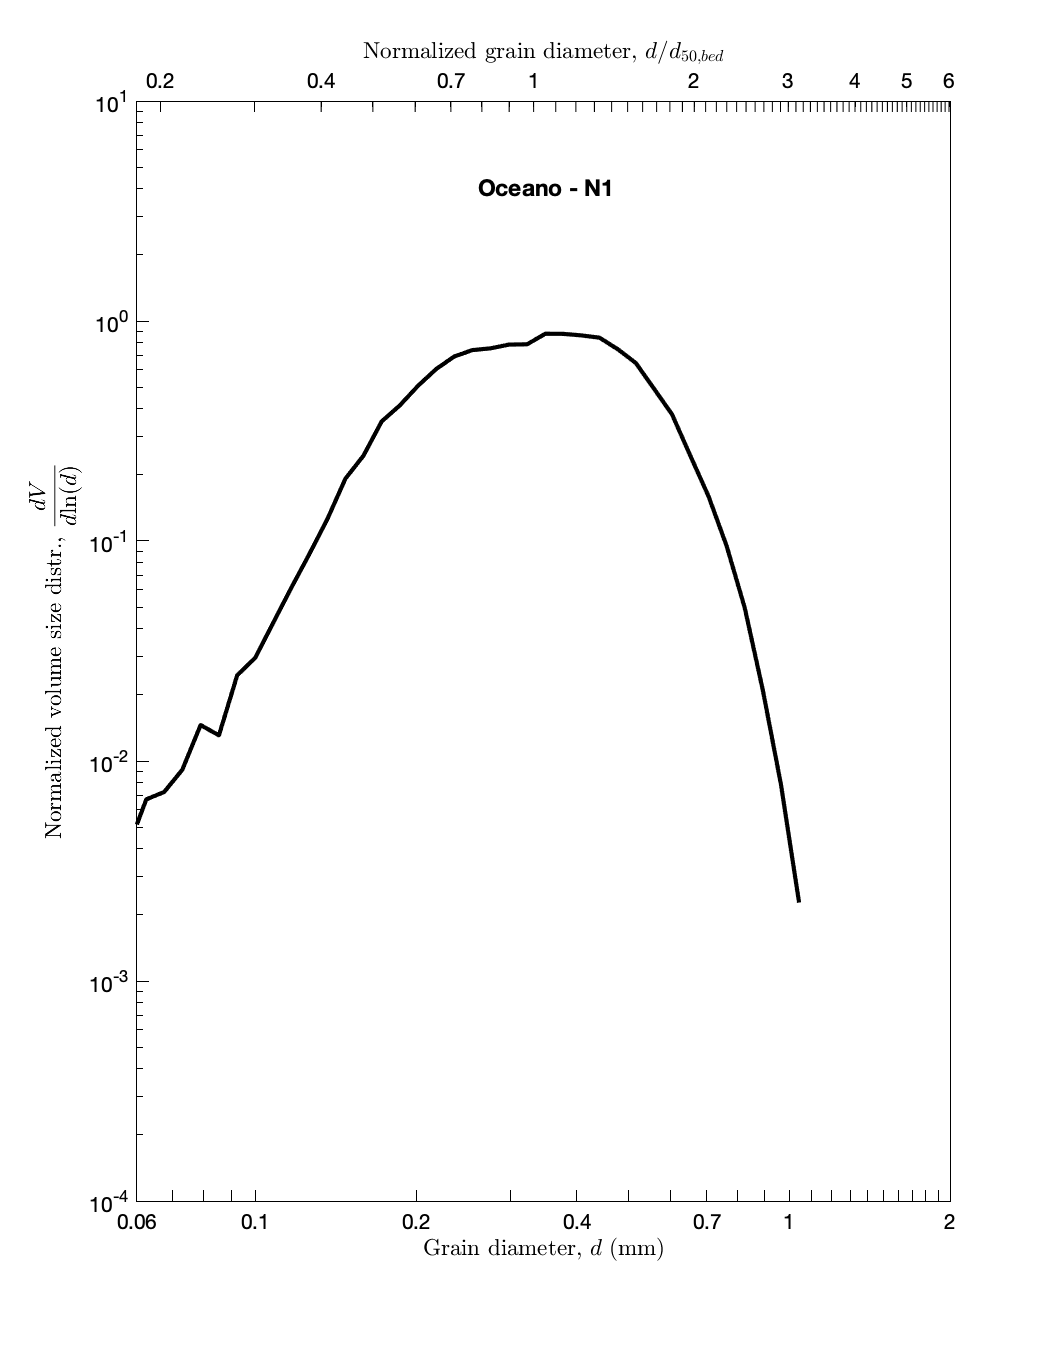 Normalized grain diameter, d/d50,bed
0.2 0.4 0.7 1 2 3 4 5 6
10^1
Oceano - N1
10^0
Normalized volume size distr., dV/dln(d)
10^-1
10^-2
10^-3
10^-4
0.06 0.1 0.2 0.4 0.7 1 2
Grain diameter, d (mm)